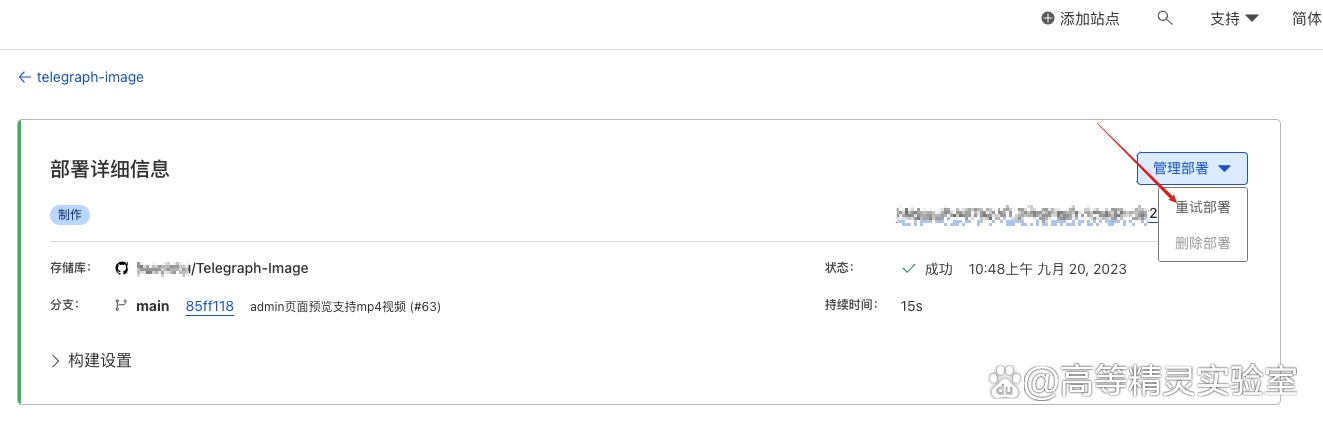 添加站点 支持 简体
telegraph-image
部署详细信息
管理部署
制作
重试部署
删除部署
存储库： /Telegraph-Image
状态： 成功 10:48上午 九月 20, 2023
分支： main 85ff118 admin页面预览支持mp4视频 (#63)
持续时间： 15s
构建设置
du @高等精灵实验室